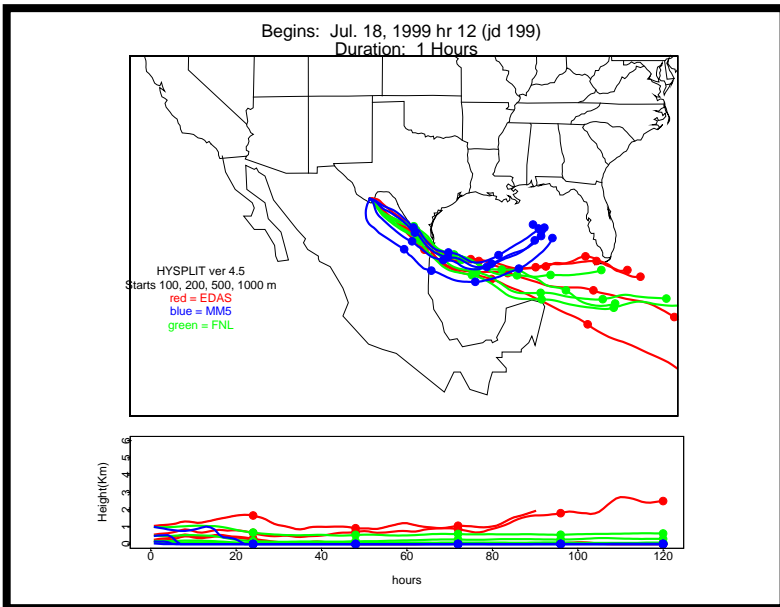 Begins: Jul. 18, 1999 hr 12 (jd 199)
Duration: 1 Hours
HYSPLIT ver 4.5
Starts 100, 200, 500, 1000 m
red = EDAS
blue = MM5
green = FNL
Height(Km)
6
5
4
3
2
1
0
0 20 40 60 80 100 120
hours